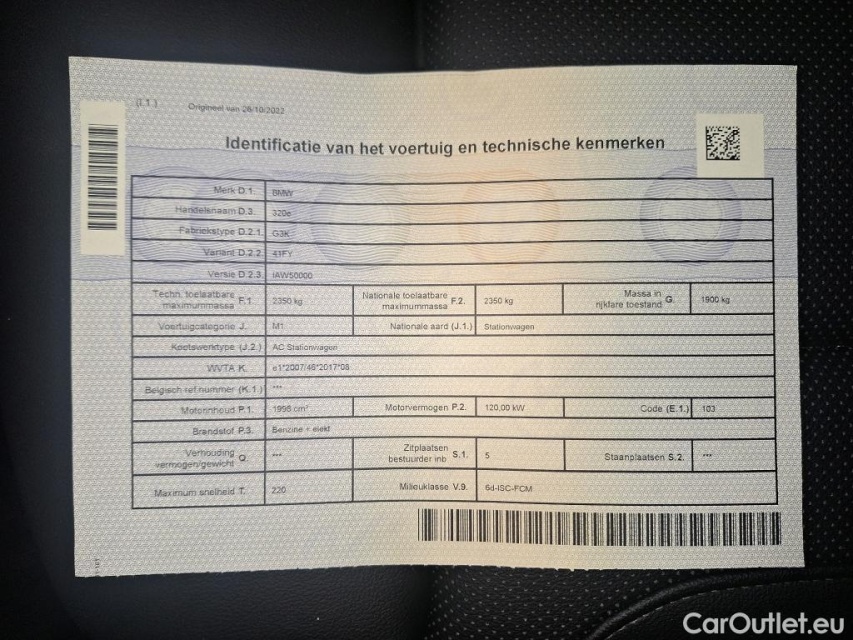 (I.1.)
Origineel van 26/10/2022
Identificatie van het voertuig en technische kenmerken
Merk D.1. BMW
Handelsnaam D.3. 320e
Fabriekstype D.2.1 G3K
Variant D.2.2. 41FY
Versie D.2.3. IAW50000
Techn. toelaatbare maximummassa F.1 2350 kg Nationale toelaatbare maximummassa F.2. 2350 kg Massa in rijklare toestand G. 1900 kg
Voertuigcategorie J. M1 Nationale aard (J.1.) Stationwagen
Koetswerktype (J.2.) AC Stationwagen
WVTA K. e1*2007/46*2017*08
Belgisch ref.nummer (K.1.) ***
Motorinhoud P.1. 1998 cm³ Motorvermogen P.2. 120,00 kW Code (E.1.) 103
Brandstof P.3. Benzine + elekt
Verhouding vermogen/gewicht Q. *** Zitplaatsen bestuurder inb S.1. 5 Staanplaatsen S.2. ***
Maximum snelheid T. 220 Milieuklasse V.9. 6d-ISC-FCM
CarOutlet.eu